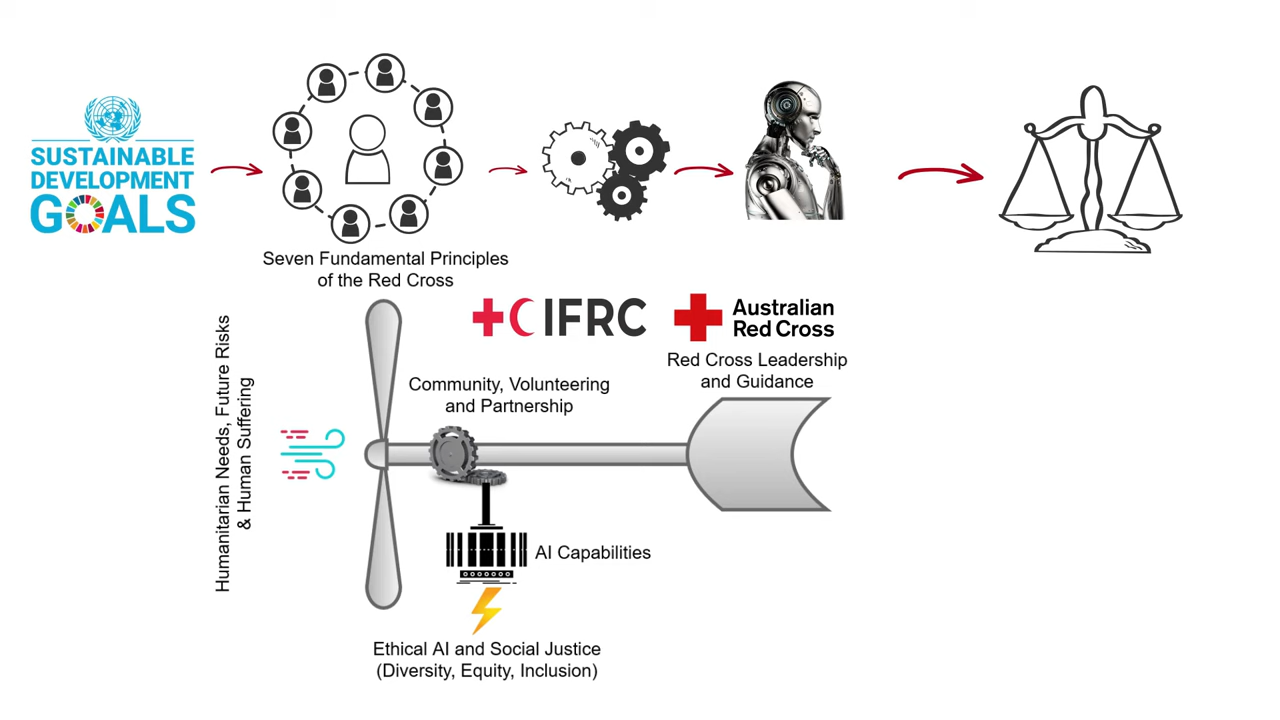 SUSTAINABLE
DEVELOPMENT
GOALS
Seven Fundamental Principles
of the Red Cross
IFRC
Australian
Red Cross
Red Cross Leadership
and Guidance
Humanitarian Needs, Future Risks
& Human Suffering
Community, Volunteering
and Partnership
AI Capabilities
Ethical AI and Social Justice
(Diversity, Equity, Inclusion)